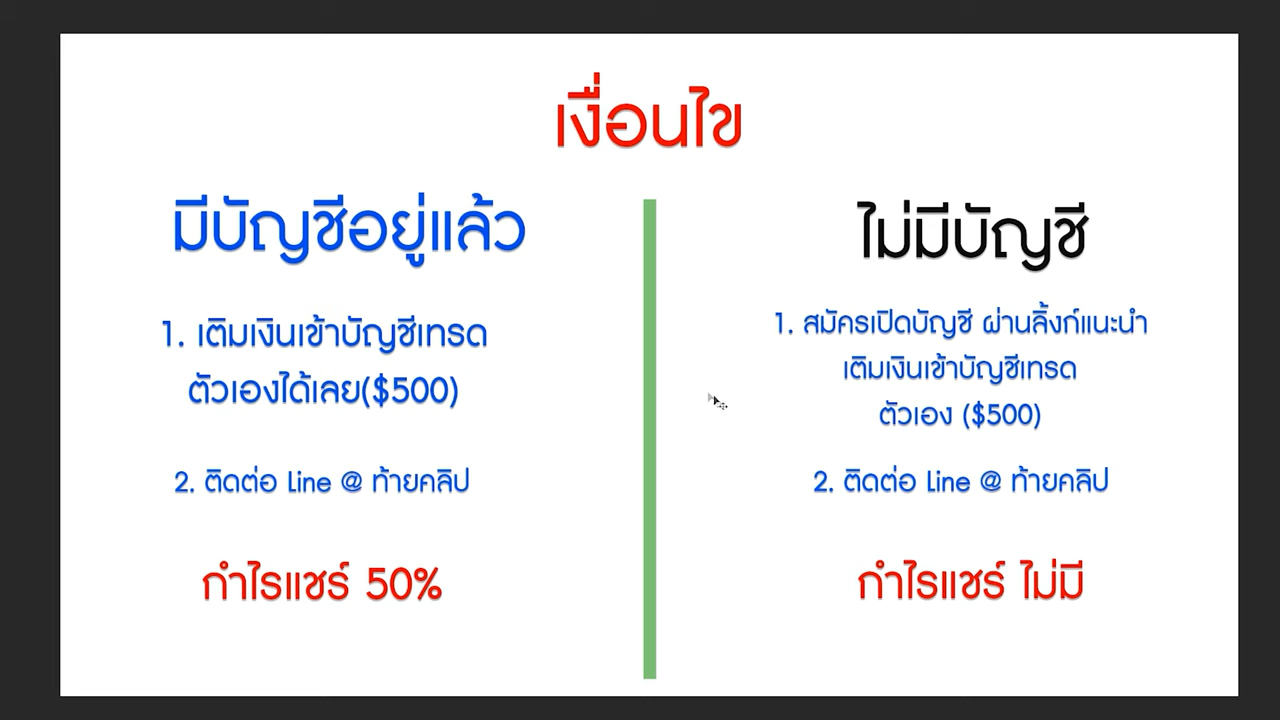 เงื่อนไข
มีบัญชีอยู่แล้ว
1. เติมเงินเข้าบัญชีเทรด
ตัวเองได้เลย($500)
2. ติดต่อ Line @ ท้ายคลิป
กำไรแชร์ 50%
ไม่มีบัญชี
1. สมัครเปิดบัญชี ผ่านลิ้งก์แนะนำ
เติมเงินเข้าบัญชีเทรด
ตัวเอง ($500)
2. ติดต่อ Line @ ท้ายคลิป
กำไรแชร์ ไม่มี